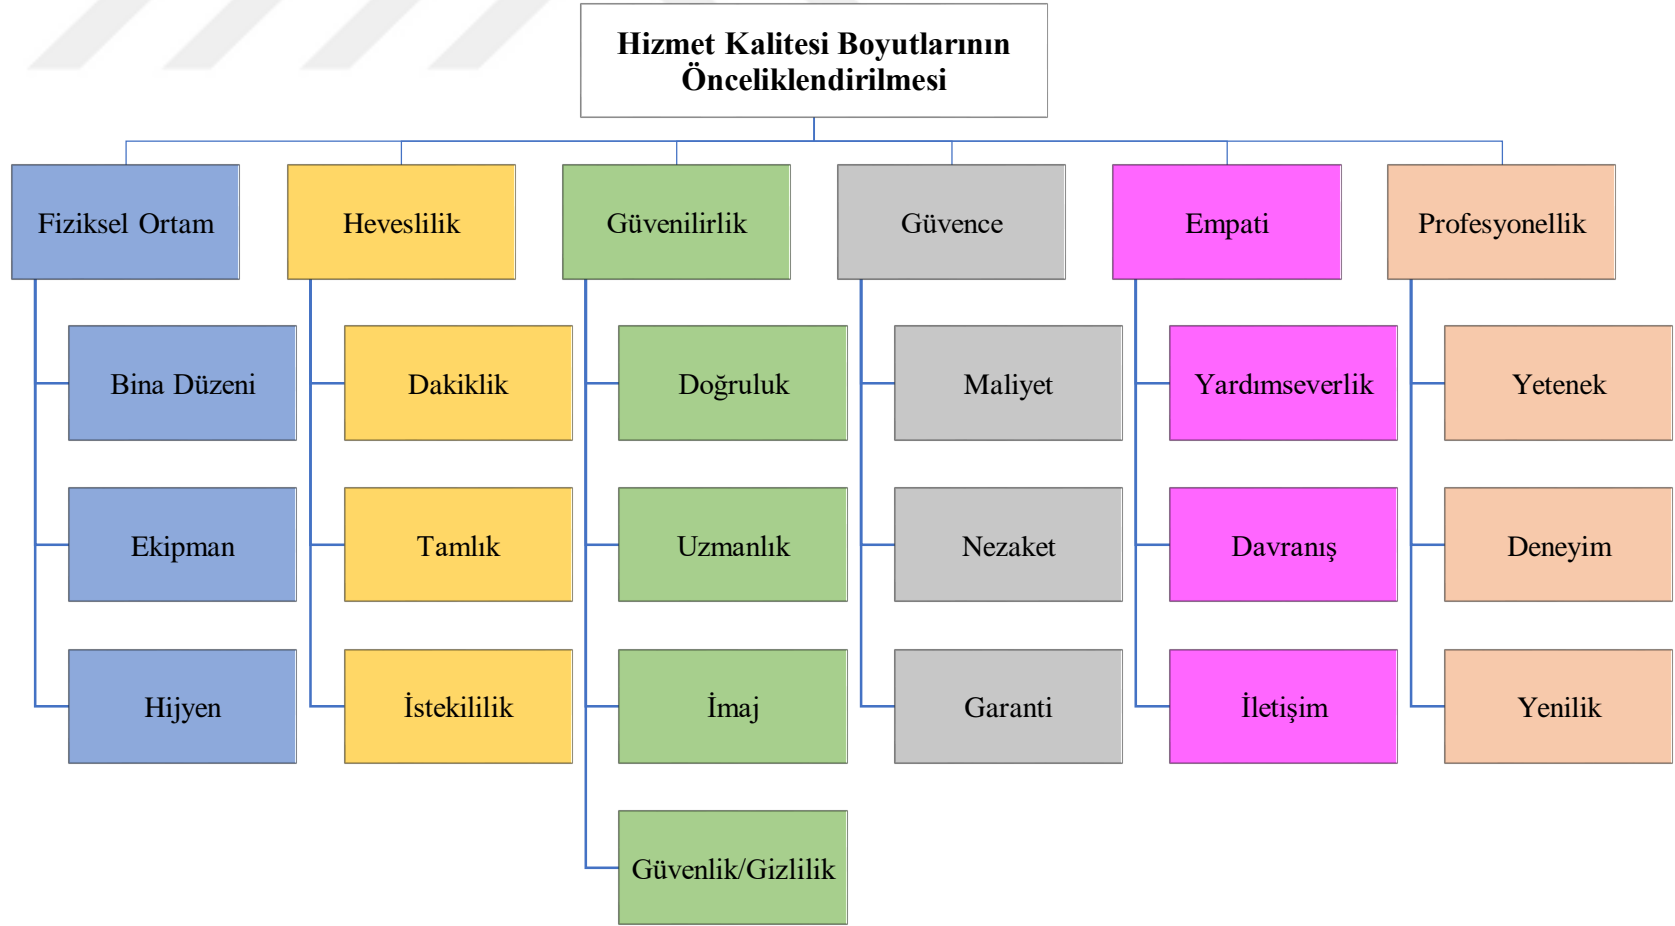 Hizmet Kalitesi Boyutlarının
Önceliklendirilmesi
Fiziksel Ortam
Heveslilik
Güvenilirlik
Güvence
Empati
Profesyonellik
Bina Düzeni
Dakiklik
Doğruluk
Maliyet
Yardımseverlik
Yetenek
Ekipman
Tamlık
Uzmanlık
Nezaket
Davranış
Deneyim
Hijyen
İstekililik
İmaj
Garanti
İletişim
Yenilik
Güvenlik/Gizlilik